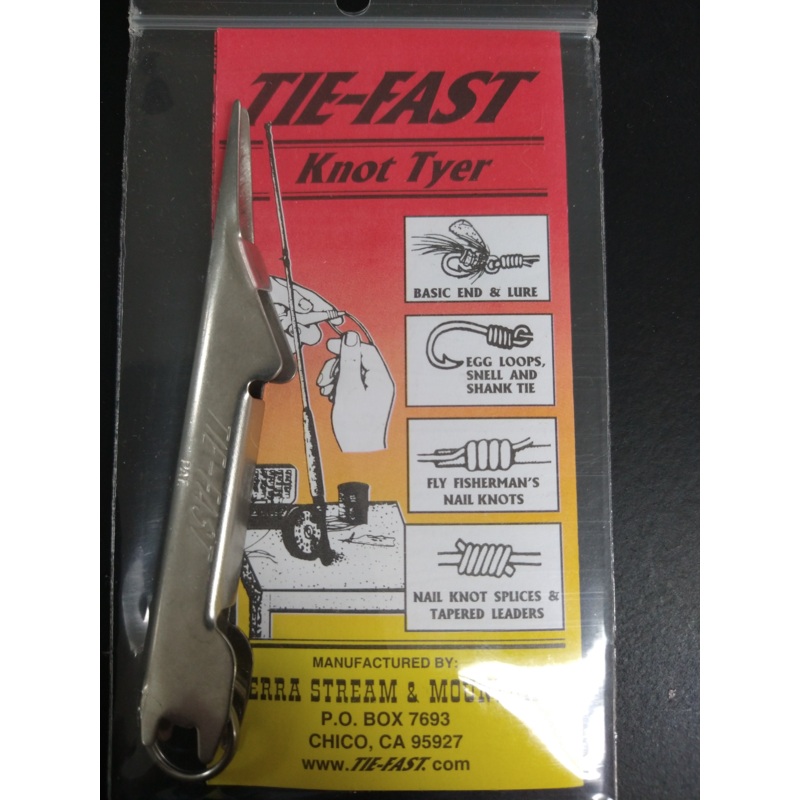 TIE-FAST
Knot Tyer
BASIC END & LURE
EGG LOOPS,
SNELL AND
SHANK TIE
FLY FISHERMAN'S
NAIL KNOTS
NAIL KNOT SPLICES &
TAPERED LEADERS
TIE-FAST
PAT
MANUFACTURED BY:
STREAM &
P.O. BOX 7693
CHICO, CA 95927
www.TIE-FAST.com